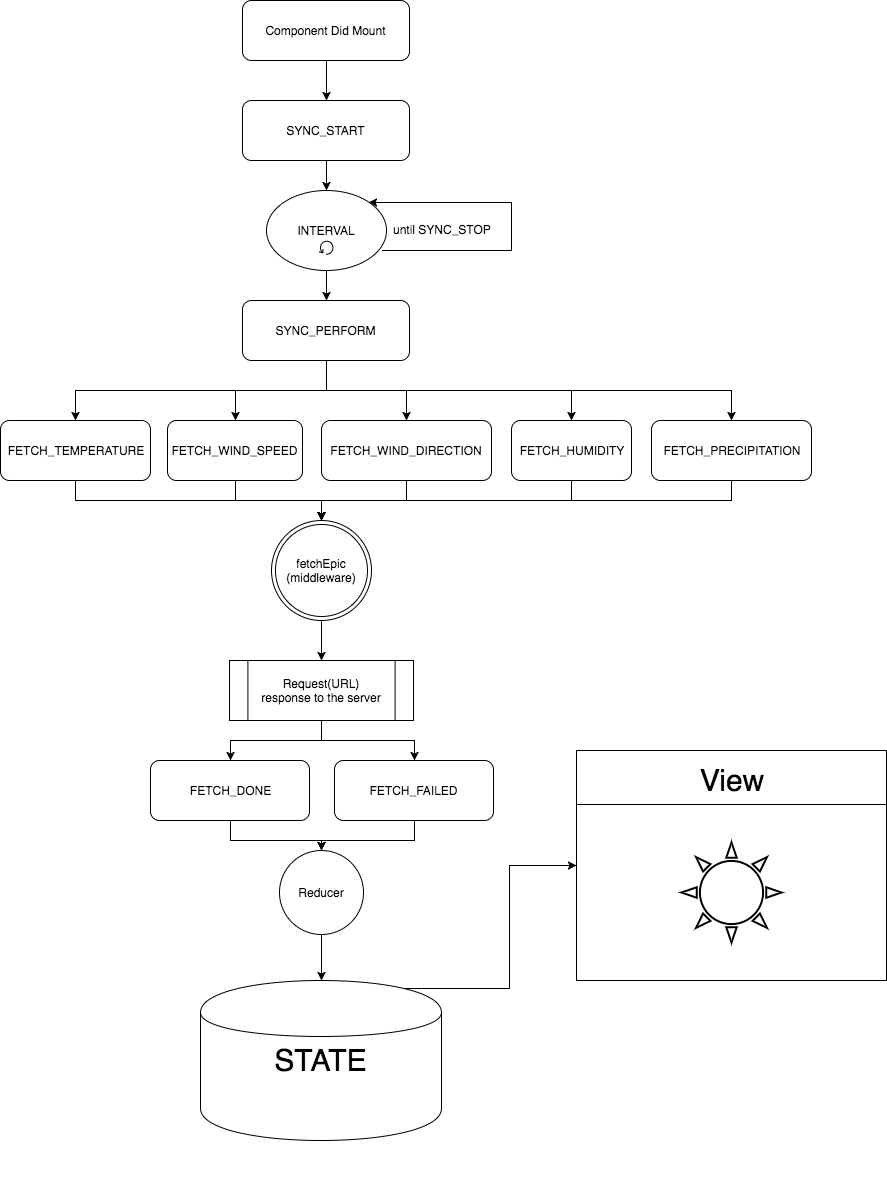 Component Did Mount
SYNC_START
INTERVAL
until SYNC_STOP
SYNC_PERFORM
FETCH_TEMPERATURE
FETCH_WIND_SPEED
FETCH_WIND_DIRECTION
FETCH_HUMIDITY
FETCH_PRECIPITATION
fetchEpic
(middleware)
Request(URL)
response to the server
FETCH_DONE
FETCH_FAILED
View
Reducer
STATE